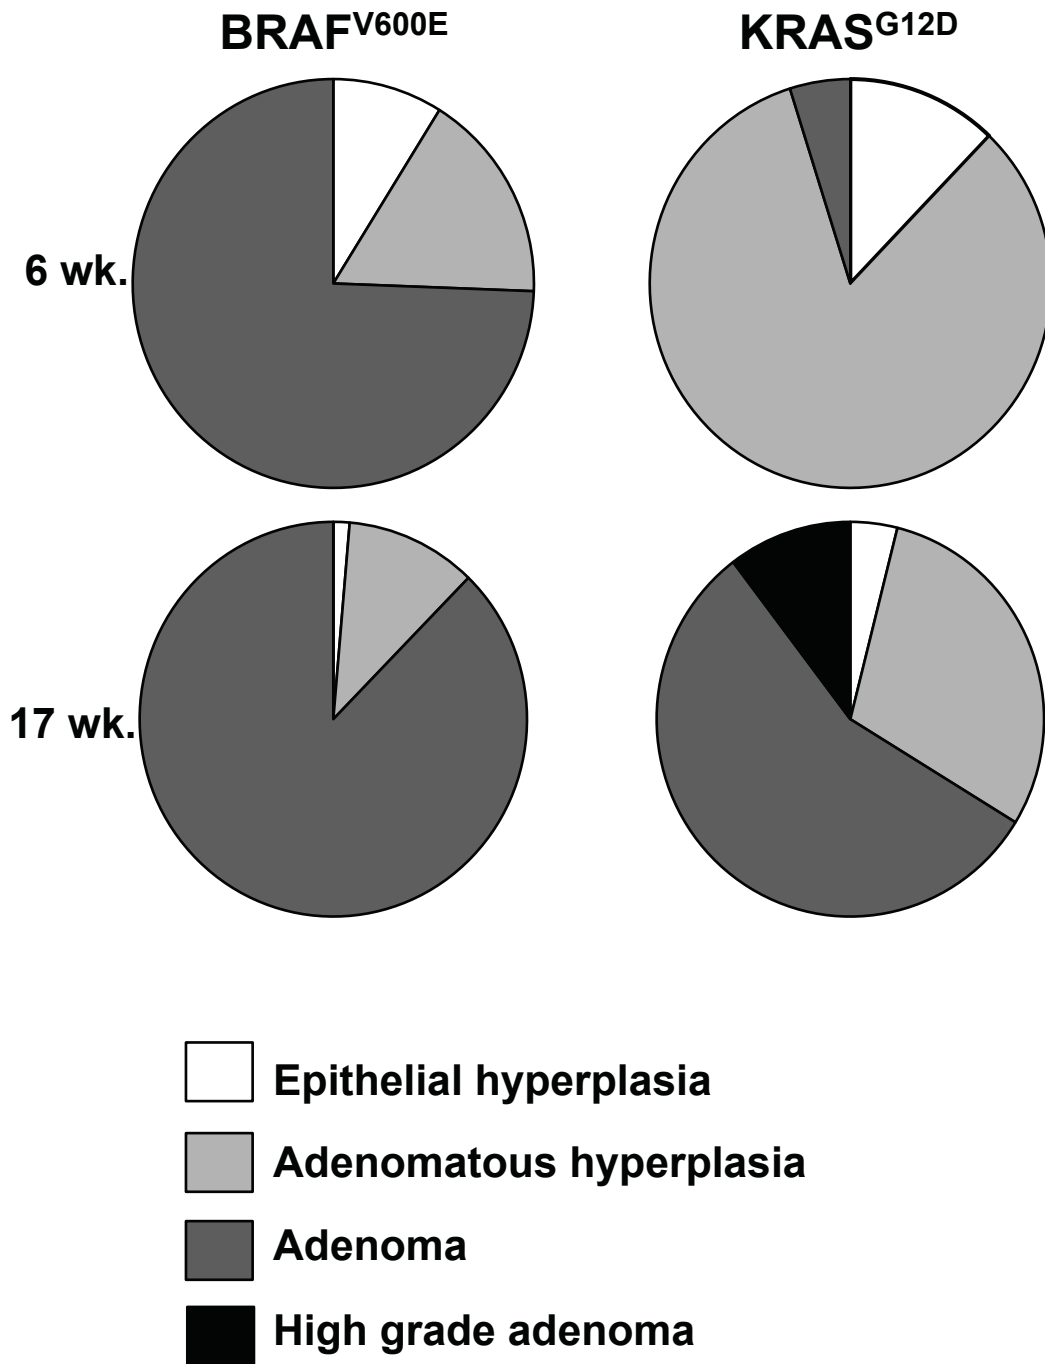 BRAFV600E KRASG12D
6 wk.
17 wk.
Epithelial hyperplasia
Adenomatous hyperplasia
Adenoma
High grade adenoma